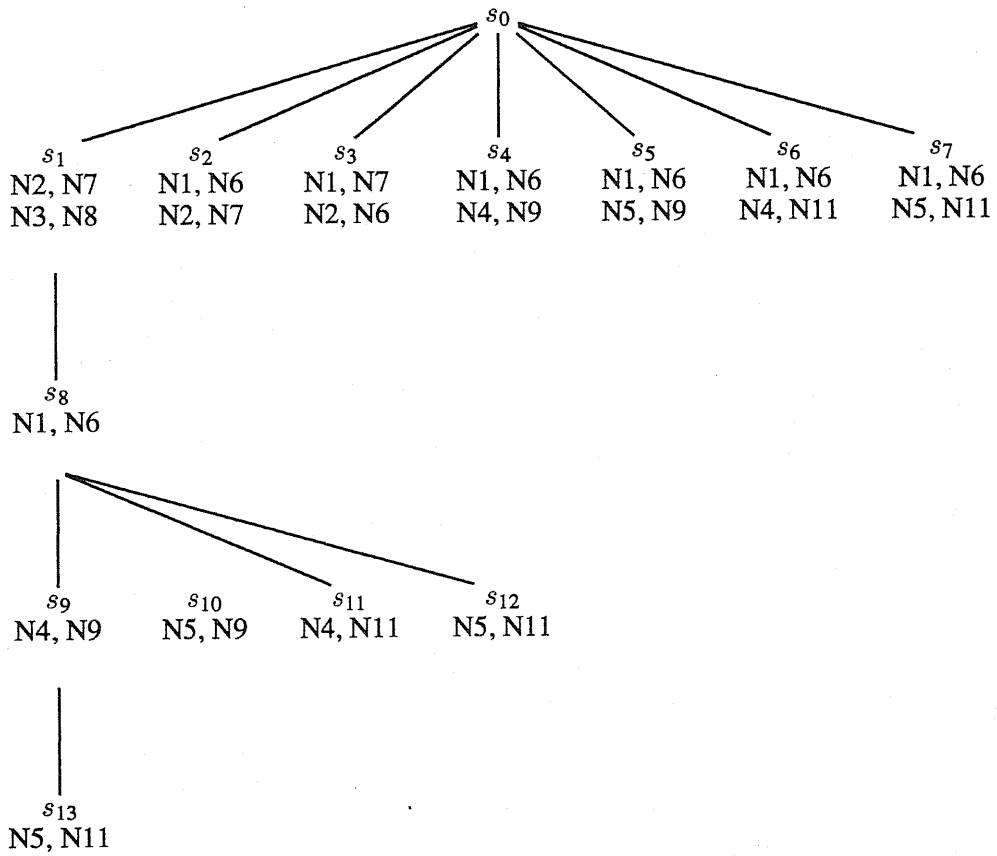 s0
s1 s2 s3 s4 s5 s6 s7
N2, N7 N1, N6 N1, N7 N1, N6 N1, N6 N1, N6 N1, N6
N3, N8 N2, N7 N2, N6 N4, N9 N5, N9 N4, N11 N5, N11
s8
N1, N6
s9 s10 s11 s12
N4, N9 N5, N9 N4, N11 N5, N11
s13
N5, N11